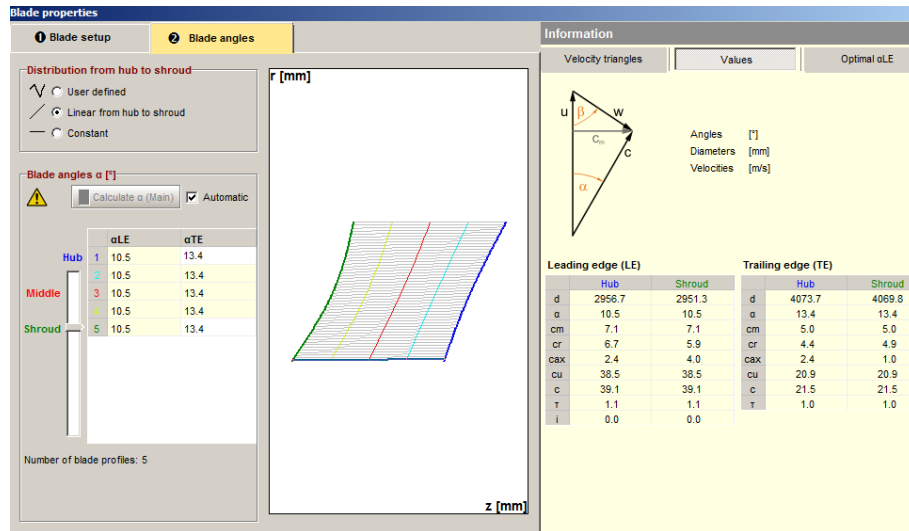 Blade properties
❶ Blade setup
❷ Blade angles
Distribution from hub to shroud
User defined
Linear from hub to shroud
Constant
Blade angles α [°]
Calculate α (Main)
Automatic
αLE αTE
Hub 1 10.5 13.4
2 10.5 13.4
Middle 3 10.5 13.4
4 10.5 13.4
Shroud 5 10.5 13.4
Number of blade profiles: 5
r [mm]
z [mm]
Information
Velocity triangles
Values
Optimal αLE
u β w
cm
c
α
Angles [°]
Diameters [mm]
Velocities [m/s]
Leading edge (LE)
Hub Shroud
d 2956.7 2951.3
α 10.5 10.5
cm 7.1 7.1
cr 6.7 5.9
cax 2.4 4.0
cu 38.5 38.5
c 39.1 39.1
τ 1.1 1.1
i 0.0 0.0
Trailing edge (TE)
Hub Shroud
d 4073.7 4069.8
α 13.4 13.4
cm 5.0 5.0
cr 4.4 4.9
cax 2.4 1.0
cu 20.9 20.9
c 21.5 21.5
τ 1.0 1.0